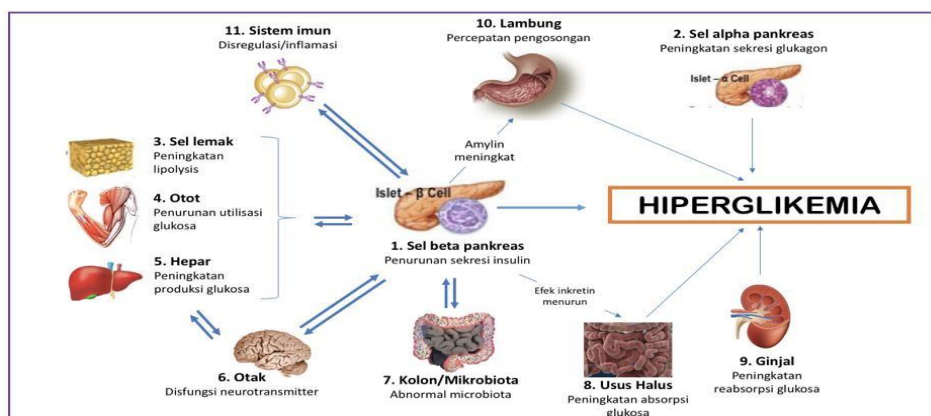 11. Sistem imun
Disregulasi/inflamasi
10. Lambung
Percepatan pengosongan
2. Sel alpha pankreas
Peningkatan sekresi glukagon
Islet – α Cell
3. Sel lemak
Peningkatan
lipolysis
4. Otot
Penurunan utilisasi
glukosa
5. Hepar
Peningkatan
produksi glukosa
Amylin
meningkat
Islet – β Cell
1. Sel beta pankreas
Penurunan sekresi insulin
HIPERGLIKEMIA
Efek inkretin
menurun
6. Otak
Disfungsi neurotransmitter
7. Kolon/Mikrobiota
Abnormal microbiota
8. Usus Halus
Peningkatan absorpsi
glukosa
9. Ginjal
Peningkatan
reabsorpsi glukosa